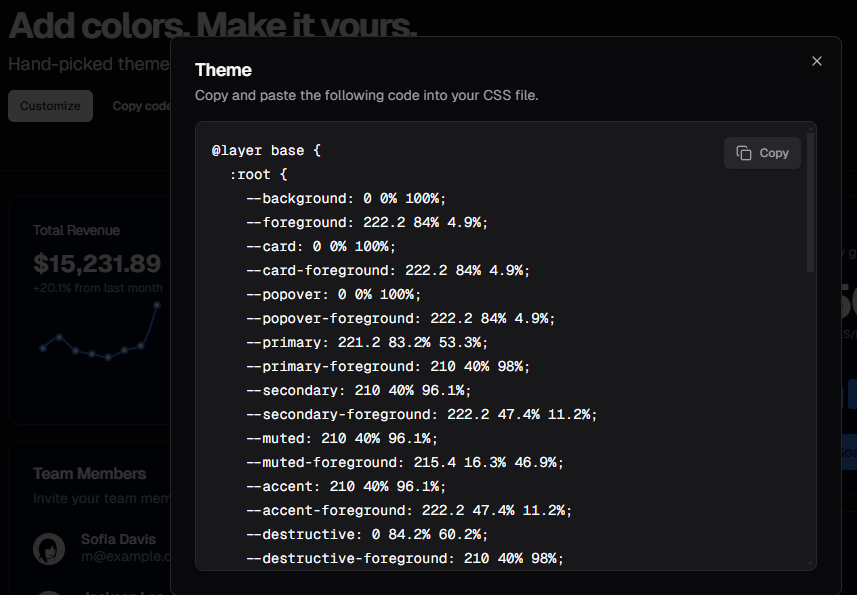 Add colors. Make it yours.
Hand-picked theme
Customize
Copy code
Theme
Copy and paste the following code into your CSS file.
Copy
@layer base {
:root {
--background: 0 0% 100%;
--foreground: 222.2 84% 4.9%;
--card: 0 0% 100%;
--card-foreground: 222.2 84% 4.9%;
--popover: 0 0% 100%;
--popover-foreground: 222.2 84% 4.9%;
--primary: 221.2 83.2% 53.3%;
--primary-foreground: 210 40% 98%;
--secondary: 210 40% 96.1%;
--secondary-foreground: 222.2 47.4% 11.2%;
--muted: 210 40% 96.1%;
--muted-foreground: 215.4 16.3% 46.9%;
--accent: 210 40% 96.1%;
--accent-foreground: 222.2 47.4% 11.2%;
--destructive: 0 84.2% 60.2%;
--destructive-foreground: 210 40% 98%;
Total Revenue
$15,231.89
+20.1% from last month
Team Members
Invite your team mem
Sofia Davis
m@example.c